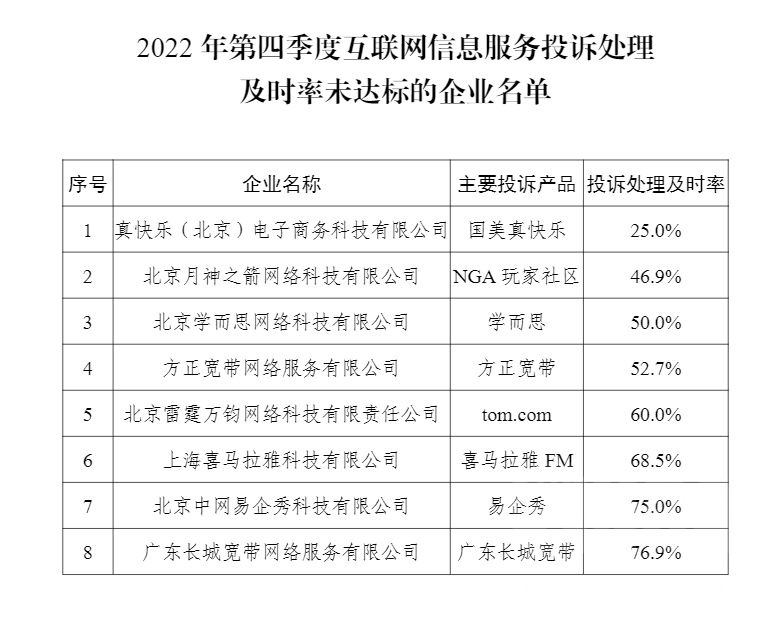 2022 年第四季度互联网信息服务投诉处理
及时率未达标的企业名单
序号 企业名称 主要投诉产品 投诉处理及时率
1 真快乐（北京）电子商务科技有限公司 国美真快乐 25.0%
2 北京月神之箭网络科技有限公司 NGA 玩家社区 46.9%
3 北京学而思网络科技有限公司 学而思 50.0%
4 方正宽带网络服务有限公司 方正宽带 52.7%
5 北京雷霆万钧网络科技有限责任公司 tom.com 60.0%
6 上海喜马拉雅科技有限公司 喜马拉雅 FM 68.5%
7 北京中网易企秀科技有限公司 易企秀 75.0%
8 广东长城宽带网络服务有限公司 广东长城宽带 76.9%